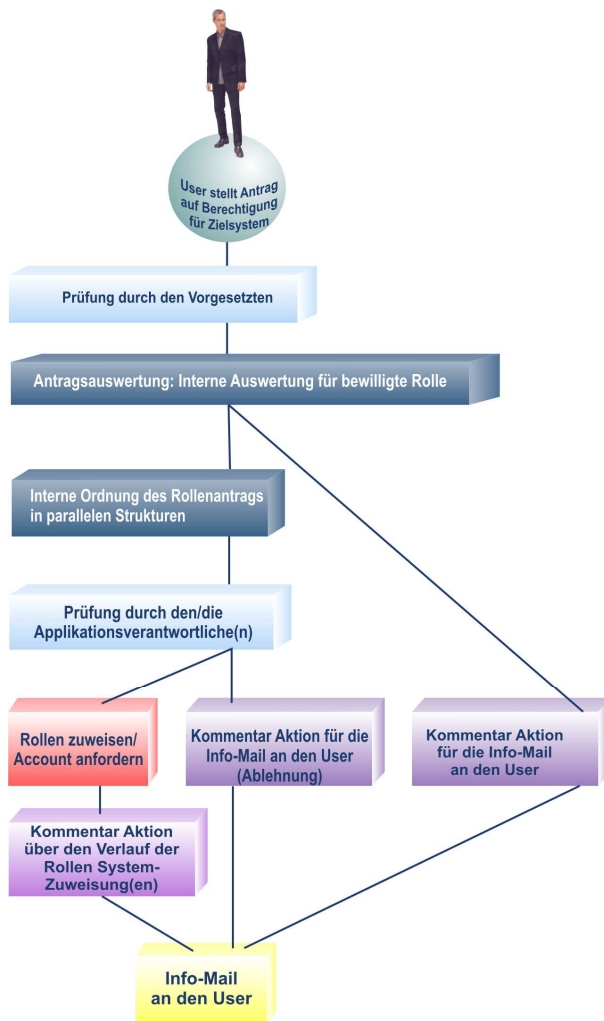 User stellt Antrag
auf Berechtigung
für Zielsystem
Prüfung durch den Vorgesetzten
Antragsauswertung: Interne Auswertung für bewilligte Rolle
Interne Ordnung des Rollenantrags
in parallelen Strukturen
Prüfung durch den/die
Applikationsverantwortliche(n)
Rollen zuweisen/
Account anfordern
Kommentar Aktion für die
Info-Mail an den User
(Ablehnung)
Kommentar Aktion
für die Info-Mail
an den User
Kommentar Aktion
über den Verlauf der
Rollen System-
Zuweisung(en)
Info-Mail
an den User